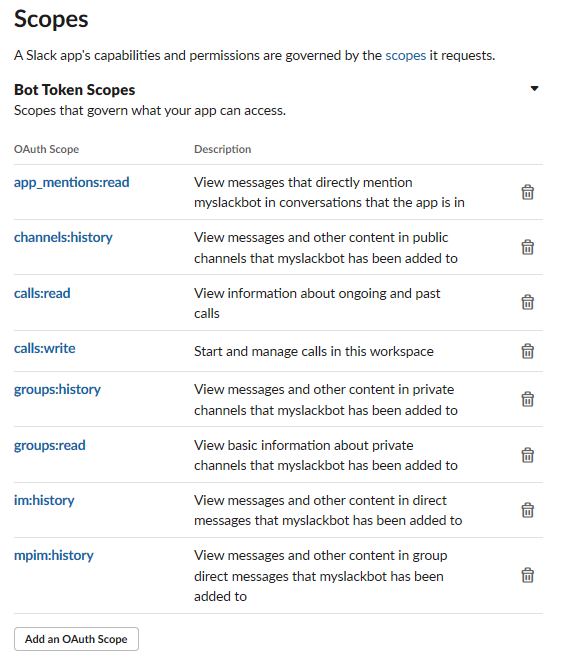 Scopes
A Slack app's capabilities and permissions are governed by the scopes it requests.
Bot Token Scopes
Scopes that govern what your app can access.
OAuth Scope Description
app_mentions:read View messages that directly mention
myslackbot in conversations that the app is in
channels:history View messages and other content in public
channels that myslackbot has been added to
calls:read View information about ongoing and past
calls
calls:write Start and manage calls in this workspace
groups:history View messages and other content in private
channels that myslackbot has been added to
groups:read View basic information about private
channels that myslackbot has been added to
im:history View messages and other content in direct
messages that myslackbot has been added to
mpim:history View messages and other content in group
direct messages that myslackbot has been
added to
Add an OAuth Scope